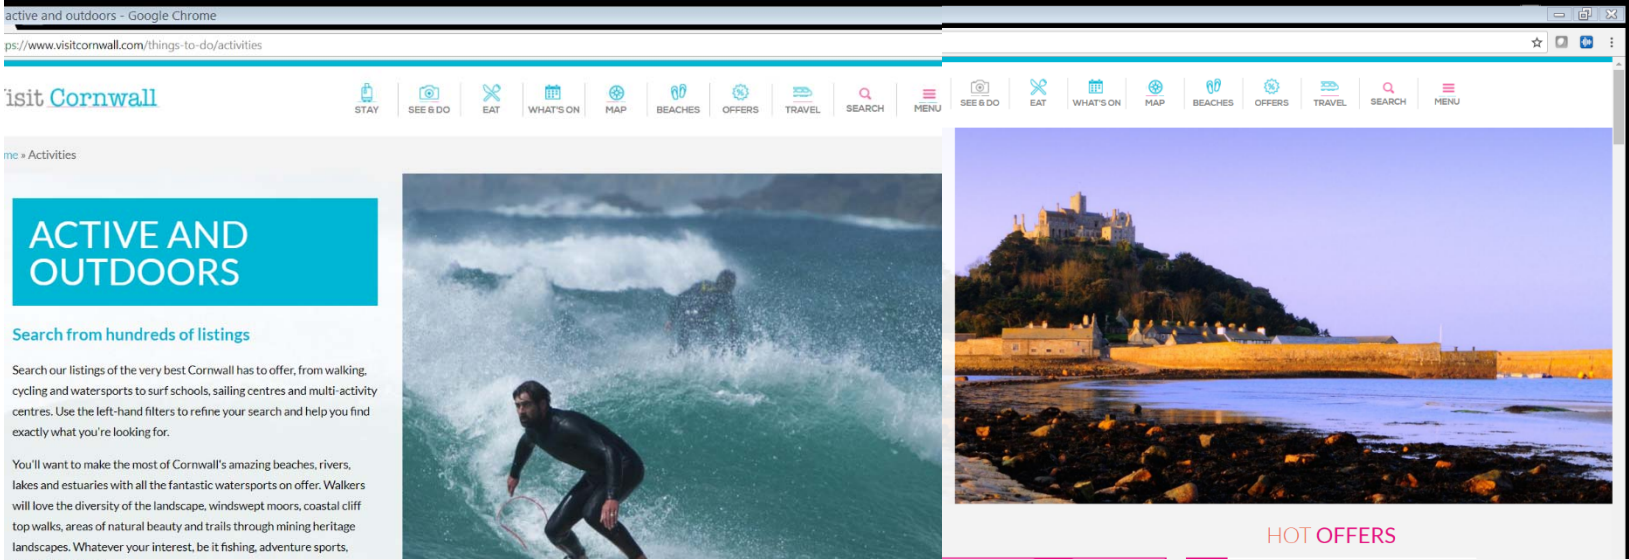 active and outdoors - Google Chrome
ps://www.visitcornwall.com/things-to-do/activities
isit Cornwall
STAY
SEE & DO
EAT
WHAT'S ON
MAP
BEACHES
OFFERS
TRAVEL
SEARCH
MENU
SEE & DO
EAT
WHAT'S ON
MAP
BEACHES
OFFERS
TRAVEL
SEARCH
MENU
me » Activities
ACTIVE AND
OUTDOORS
Search from hundreds of listings
Search our listings of the very best Cornwall has to offer, from walking,
cycling and watersports to surf schools, sailing centres and multi-activity
centres. Use the left-hand filters to refine your search and help you find
exactly what you're looking for.
You'll want to make the most of Cornwall's amazing beaches, rivers,
lakes and estuaries with all the fantastic watersports on offer. Walkers
will love the diversity of the landscape, windswept moors, coastal cliff
top walks, areas of natural beauty and trails through mining heritage
landscapes. Whatever your interest, be it fishing, adventure sports,
HOT OFFERS